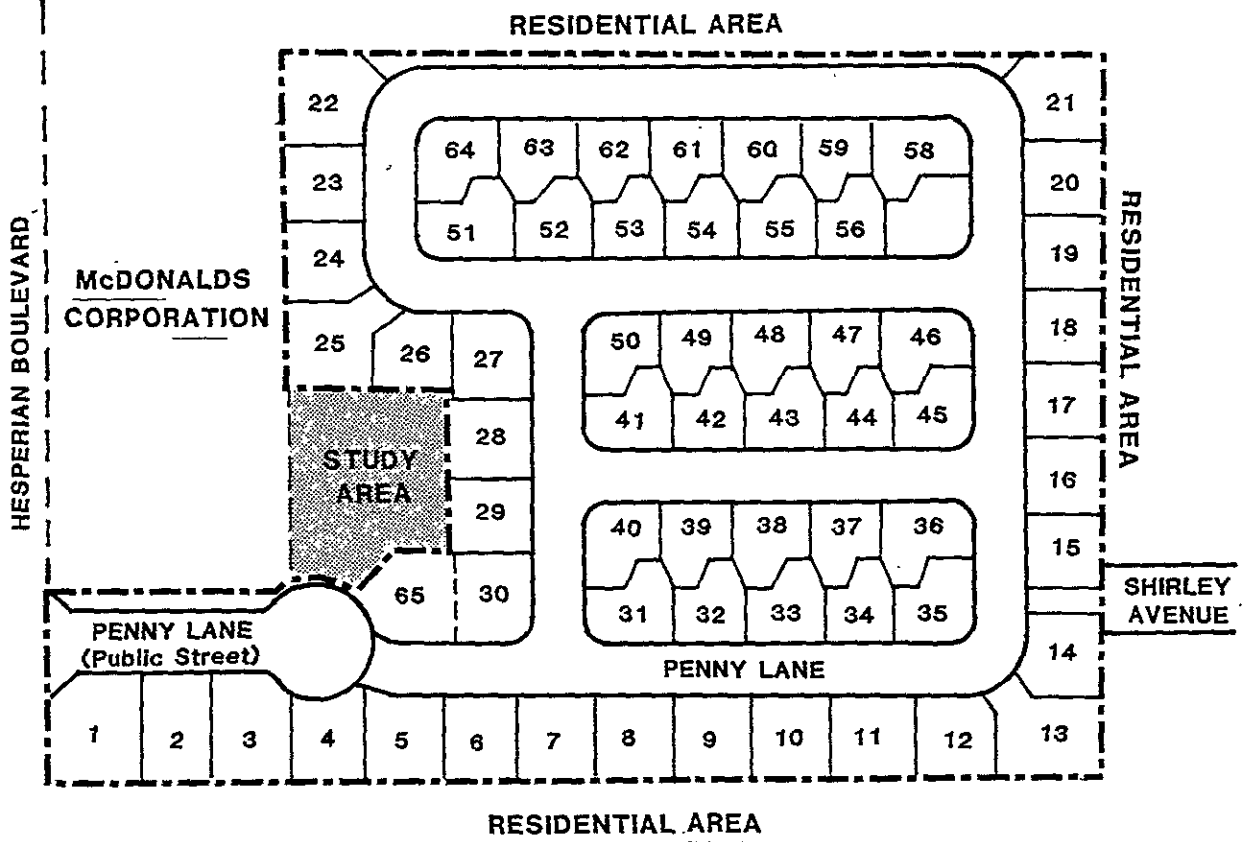 RESIDENTIAL AREA
22
21
64 63 62 61 60 59 58
23
20
51 52 53 54 55 56
24
19
HESPERIAN BOULEVARD
McDONALDS
CORPORATION
RESIDENTIAL AREA
25 26 27
50 49 48 47 46
18
41 42 43 44 45
17
28
STUDY
AREA
16
29
40 39 38 37 36
15
65 30
31 32 33 34 35
SHIRLEY
AVENUE
PENNY LANE
(Public Street)
PENNY LANE
14
1 2 3 4 5 6 7 8 9 10 11 12 13
RESIDENTIAL AREA